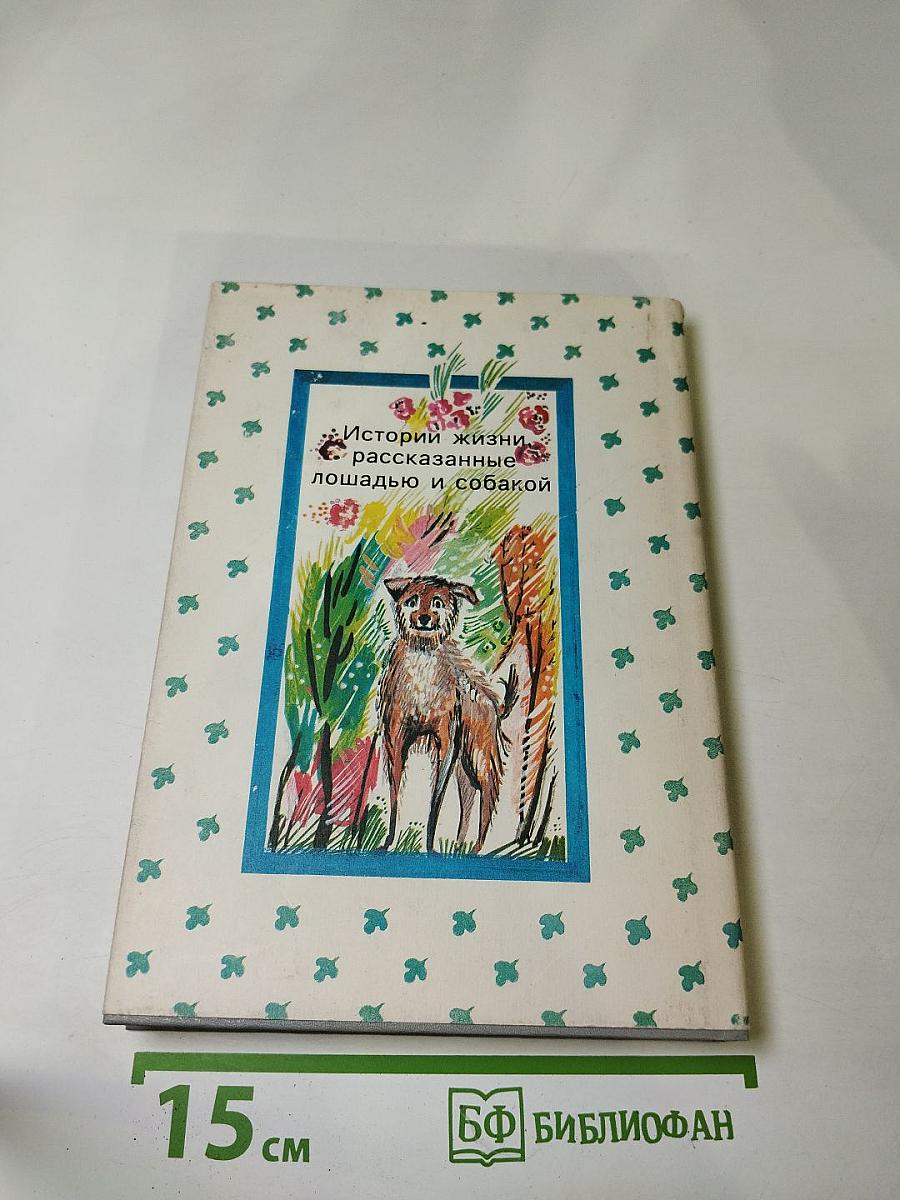 Истории жизни,
рассказанные
лошадью и собакой
15 см
БФ БИБЛИОФАН